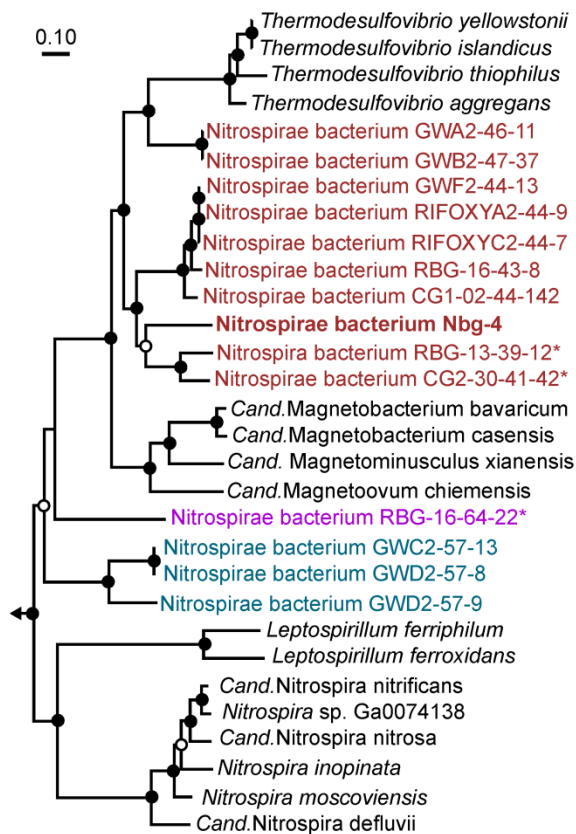 Thermodesulfovibrio yellowstonii
0.10
Thermodesulfovibrio islandicus
Thermodesulfovibrio thiophilus
Thermodesulfovibrio aggregans
Nitrospirae bacterium GWA2-46-11
Nitrospirae bacterium GWB2-47-37
Nitrospirae bacterium GWF2-44-13
Nitrospirae bacterium RIFOXYA2-44-9
Nitrospirae bacterium RIFOXYC2-44-7
Nitrospirae bacterium RBG-16-43-8
Nitrospirae bacterium CG1-02-44-142
Nitrospirae bacterium Nbg-4
Nitrospira bacterium RBG-13-39-12*
Nitrospirae bacterium CG2-30-41-42*
Cand.Magnetobacterium bavaricum
Cand.Magnetobacterium casensis
Cand. Magnetominusculus xianensis
Cand.Magnetoovum chiemensis
Nitrospirae bacterium RBG-16-64-22*
Nitrospirae bacterium GWC2-57-13
Nitrospirae bacterium GWD2-57-8
Nitrospirae bacterium GWD2-57-9
Leptospirillum ferriphilum
Leptospirillum ferroxidans
Cand.Nitrospira nitrificans
Nitrospira sp. Ga0074138
Cand.Nitrospira nitrosa
Nitrospira inopinata
Nitrospira moscoviensis
Cand.Nitrospira defluvii